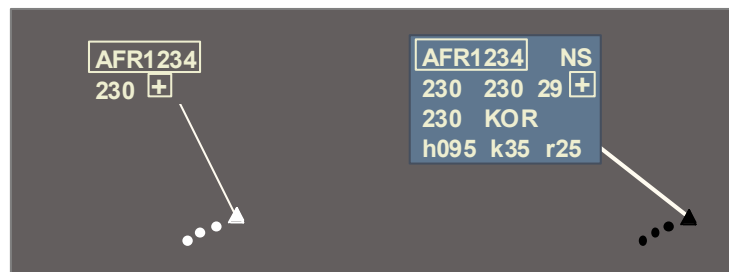 AFR1234
230 +
AFR1234 NS
230 230 29 +
230 KOR
h095 k35 r25